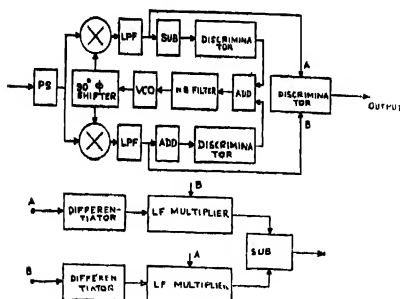 LPF
SUB
DISCRIMINA
TOR
A
PS
90° ϕ
SHIFTER
VCO
NB FILTER
ADD
DISCRIMINA
TOR
OUTPUT
LPF
ADD
DISCRIMINA
TOR
B
B
A
DIFFEREN-
TIATOR
LF MULTIPLIER
SUB
A
B
DIFFEREN
TIATOR
LF MULTIPLIER